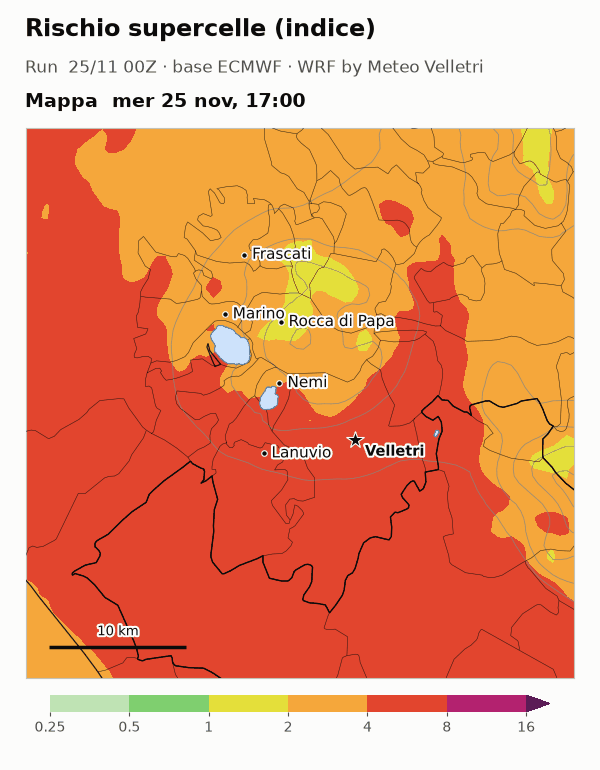 Rischio supercelle (indice)
Run  25/11 00Z · base ECMWF · WRF by Meteo Velletri
Mappa  mer 25 nov, 17:00
Frascati
Marino
Rocca di Papa
Nemi
Velletri
Lanuvio
10 km
0.25 0.5 1 2 4 8 16